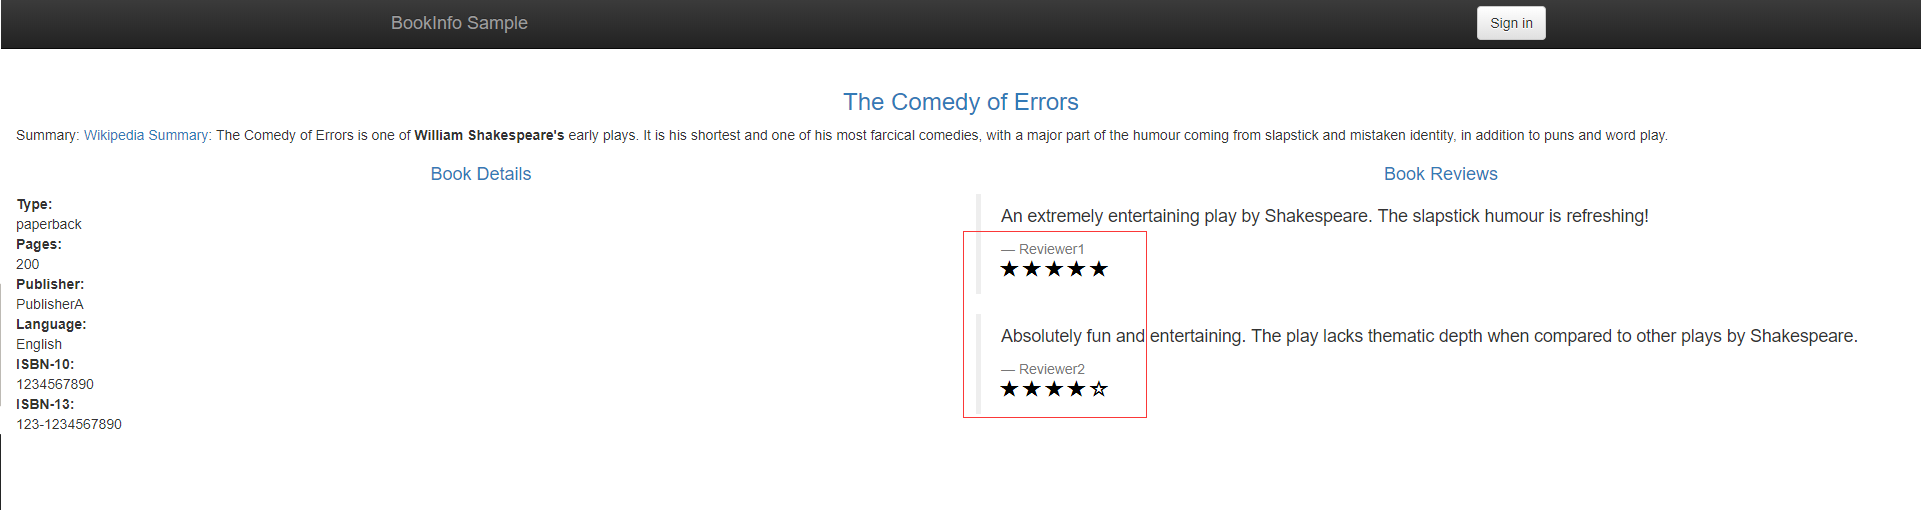 BookInfo Sample
Sign in
The Comedy of Errors
Summary: Wikipedia Summary: The Comedy of Errors is one of William Shakespeare's early plays. It is his shortest and one of his most farcical comedies, with a major part of the humour coming from slapstick and mistaken identity, in addition to puns and word play.
Book Details
Type:
paperback
Pages:
200
Publisher:
PublisherA
Language:
English
ISBN-10:
1234567890
ISBN-13:
123-1234567890
Book Reviews
An extremely entertaining play by Shakespeare. The slapstick humour is refreshing!
— Reviewer1
★★★★★
Absolutely fun and entertaining. The play lacks thematic depth when compared to other plays by Shakespeare.
— Reviewer2
★★★★☆